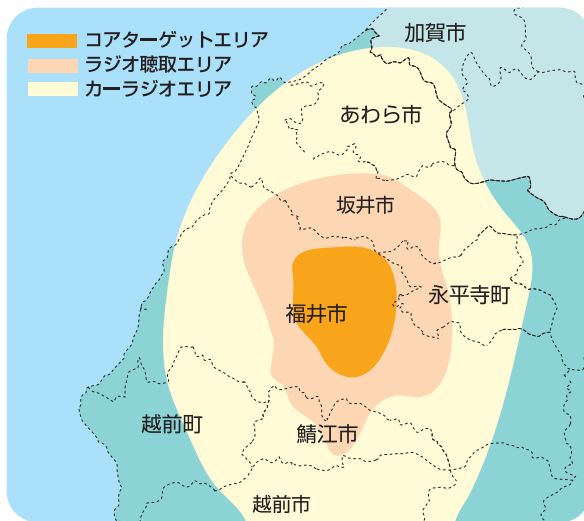 コアターゲットエリア
ラジオ聴取エリア
カーラジオエリア
加賀市
あわら市
坂井市
永平寺町
福井市
越前町
鯖江市
越前市